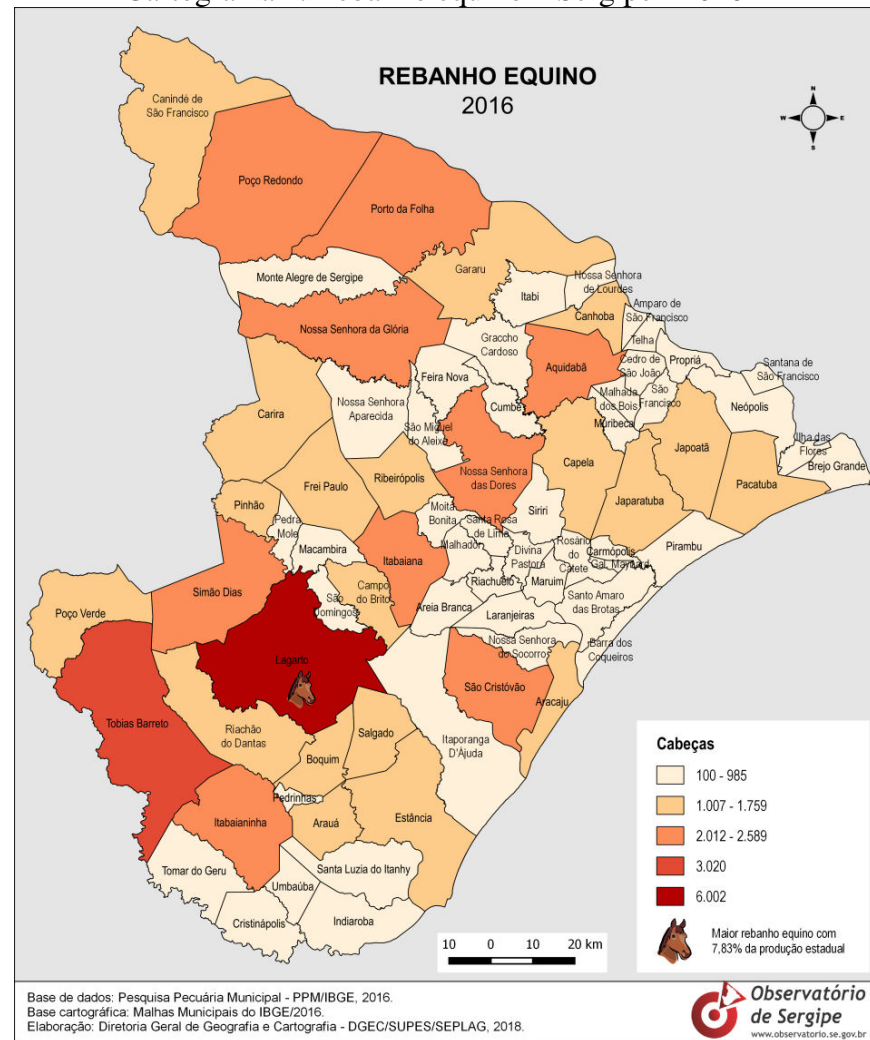 REBANHO EQUINO
2016
N
W
E
S
Canindé de
São Francisco
Poço Redondo
Porto da Folha
Monte Alegre de Sergipe
Gararu
Nossa Senhora
de Lourdes
Itabi
Nossa Senhora da Glória
Canhoba
Amparo de
São Francisco
Graccho
Cardoso
Telha
Aquidabã
Cedro de
São João
Propriá
Santana de
São Francisco
Feira Nova
Carira
Nossa Senhora
Aparecida
Cumbe
Malhada
dos Bois
São
Francisco
Neópolis
São Miguel
do Aleixo
Muribeca
Ilha das
Flores
Brejo Grande
Frei Paulo
Ribeirópolis
Nossa Senhora
das Dores
Capela
Japoatã
Pacatuba
Pinhão
Japaratuba
Pedra
Mole
Moita
Bonita
Santa Rosa
de Lima
Siriri
Macambira
Itabaiana
Malhador
Divina
Pastora
Rosário
do
Catete
Carmópolis
Gal. Maynard
Pirambu
Simão Dias
Campo
do Brito
Riachuelo
Maruim
São
Domingos
Areia Branca
Santo Amaro
das Brotas
Poço Verde
Laranjeiras
Nossa Senhora
do Socorro
Barra dos
Coqueiros
Lagarto
São Cristóvão
Aracaju
Tobias Barreto
Riachão
do Dantas
Salgado
Itaporanga
D'Ájuda
Boquim
Pedrinhas
Itabaianinha
Arauá
Estância
Tomar do Geru
Santa Luzia do Itanhy
Umbaúba
Cristinápolis
Indiaroba
Cabeças
100 - 985
1.007 - 1.759
2.012 - 2.589
3.020
6.002
Maior rebanho equino com
7,83% da produção estadual
10 0 10 20 km
Base de dados: Pesquisa Pecuária Municipal - PPM/IBGE, 2016.
Base cartográfica: Malhas Municipais do IBGE/2016.
Elaboração: Diretoria Geral de Geografia e Cartografia - DGEC/SUPES/SEPLAG, 2018.
Observatório
de Sergipe
www.observatorio.se.gov.br